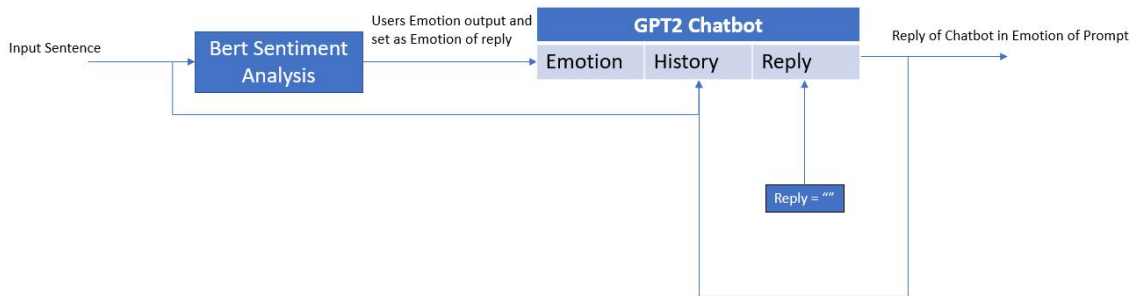 Input Sentence
Bert Sentiment
Analysis
Users Emotion output and
set as Emotion of reply
GPT2 Chatbot
Emotion
History
Reply
Reply of Chatbot in Emotion of Prompt
Reply = “”